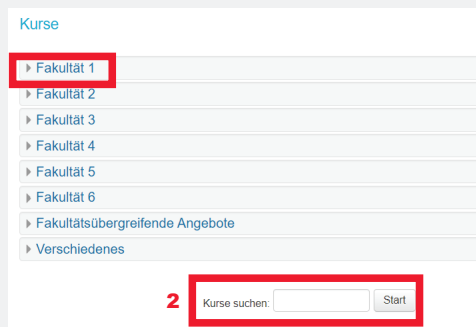 Kurse
Fakultät 1
Fakultät 2
Fakultät 3
Fakultät 4
Fakultät 5
Fakultät 6
Fakultätsübergreifende Angebote
Verschiedenes
2 Kurse suchen: Start